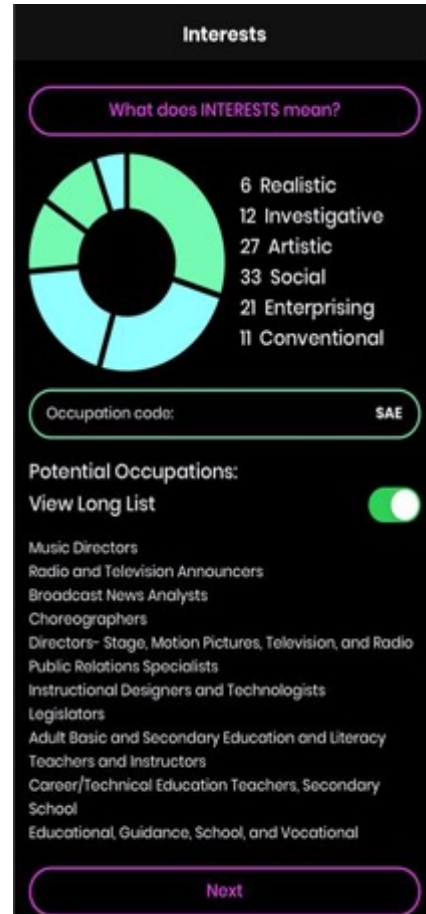 Interests
What does INTERESTS mean?
6 Realistic
12 Investigative
27 Artistic
33 Social
21 Enterprising
11 Conventional
Occupation code: SAE
Potential Occupations:
View Long List
Music Directors
Radio and Television Announcers
Broadcast News Analysts
Choreographers
Directors- Stage, Motion Pictures, Television, and Radio
Public Relations Specialists
Instructional Designers and Technologists
Legislators
Adult Basic and Secondary Education and Literacy
Teachers and Instructors
Career/Technical Education Teachers, Secondary
School
Educational, Guidance, School, and Vocational
Next